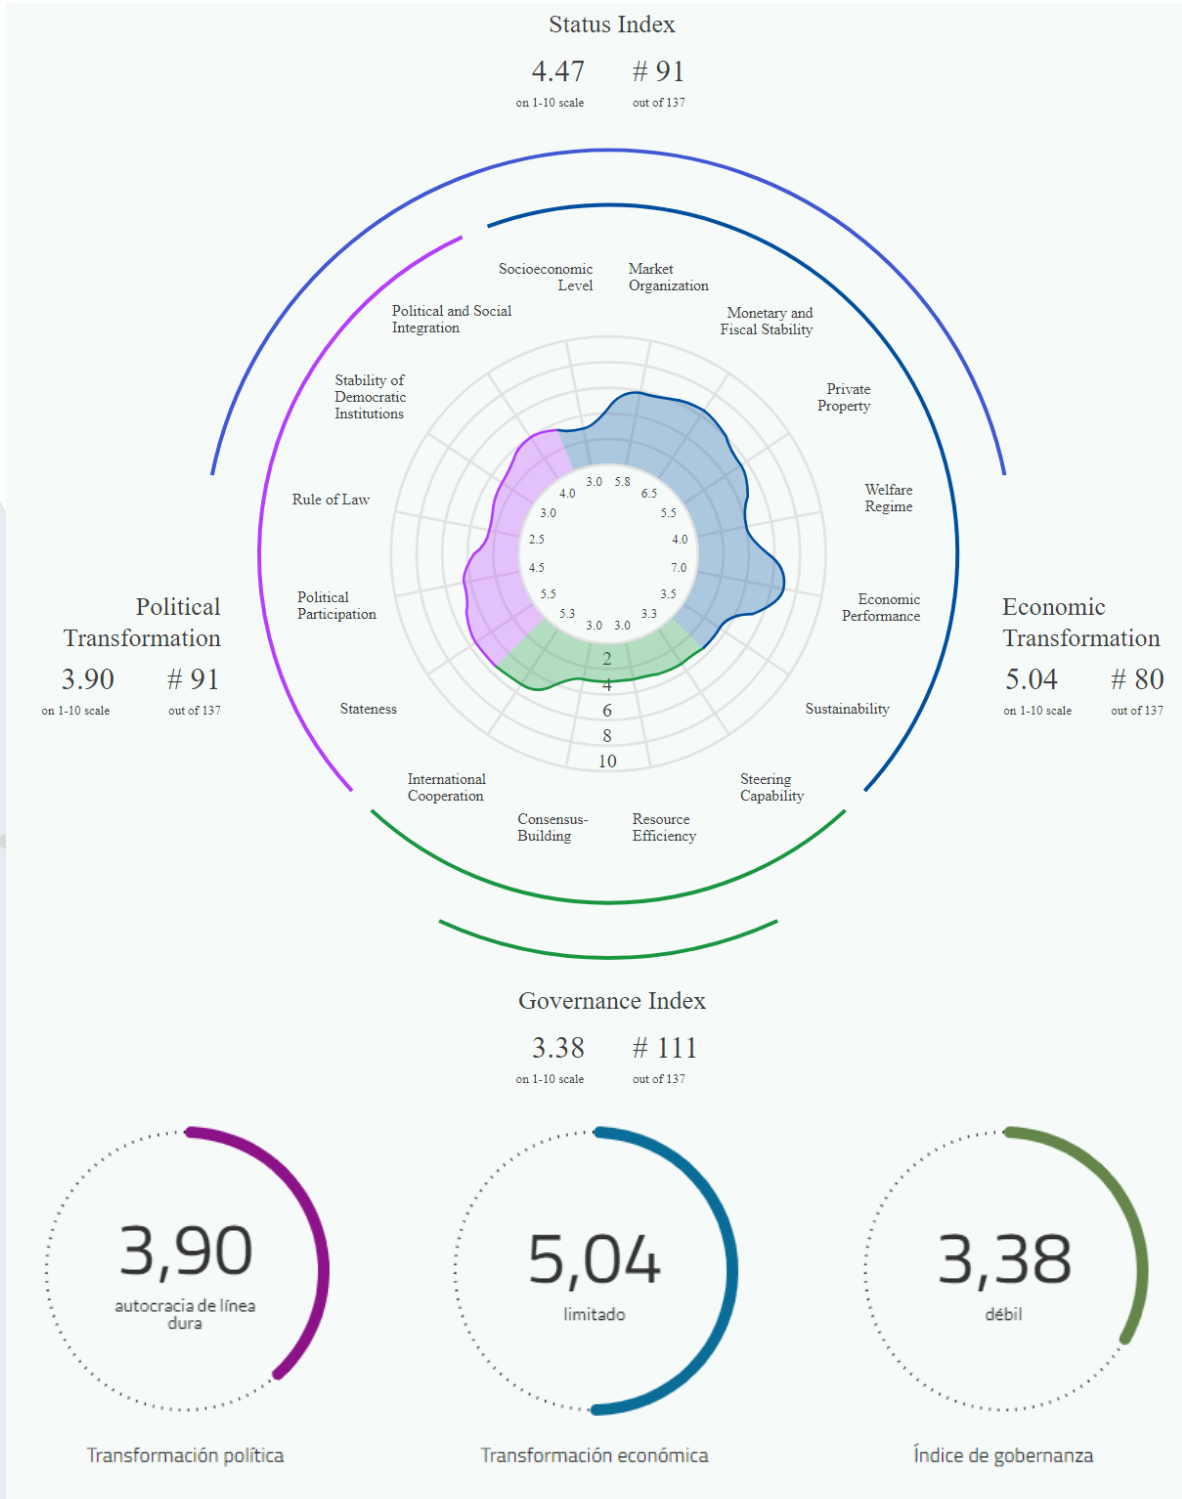 Status Index
4.47
# 91
on 1-10 scale
out of 137
Socioeconomic
Level
Market
Organization
Political and Social
Integration
Monetary and
Fiscal Stability
Stability of
Democratic
Institutions
Private
Property
Rule of Law
Welfare
Regime
3.0
5.8
4.0
6.5
3.0
5.5
2.5
4.0
4.5
7.0
5.5
3.5
5.3
3.3
3.0
3.0
Political
Participation
Economic
Performance
Political
Transformation
3.90
# 91
on 1-10 scale
out of 137
Economic
Transformation
5.04
# 80
on 1-10 scale
out of 137
2
4
6
8
10
Stateness
Sustainability
International
Cooperation
Steering
Capability
Consensus-
Building
Resource
Efficiency
Governance Index
3.38
# 111
on 1-10 scale
out of 137
3,90
autocracia de línea
dura
Transformación política
5,04
limitado
Transformación económica
3,38
débil
Índice de gobernanza